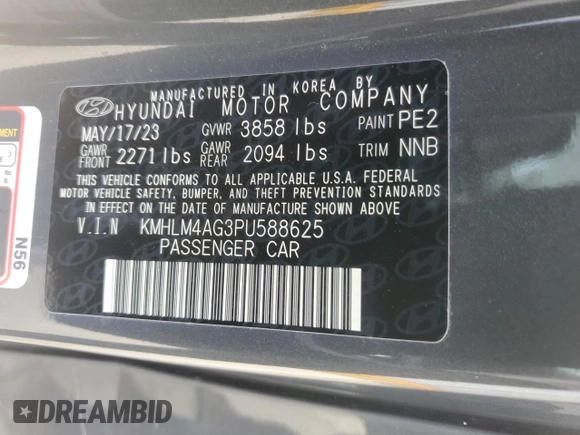 MANUFACTURED IN KOREA BY
HYUNDAI MOTOR COMPANY
MAY/17/23 GVWR 3858 lbs PAINT PE2
GAWR FRONT 2271 lbs GAWR REAR 2094 lbs TRIM NNB
THIS VEHICLE CONFORMS TO ALL APPLICABLE U.S.A. FEDERAL
MOTOR VEHICLE SAFETY, BUMPER, AND THEFT PREVENTION STANDARDS
IN EFFECT ON THE DATE OF MANUFACTURE SHOWN ABOVE
V.I.N KMHLM4AG3PU588625
PASSENGER CAR
N56
DREAMBID